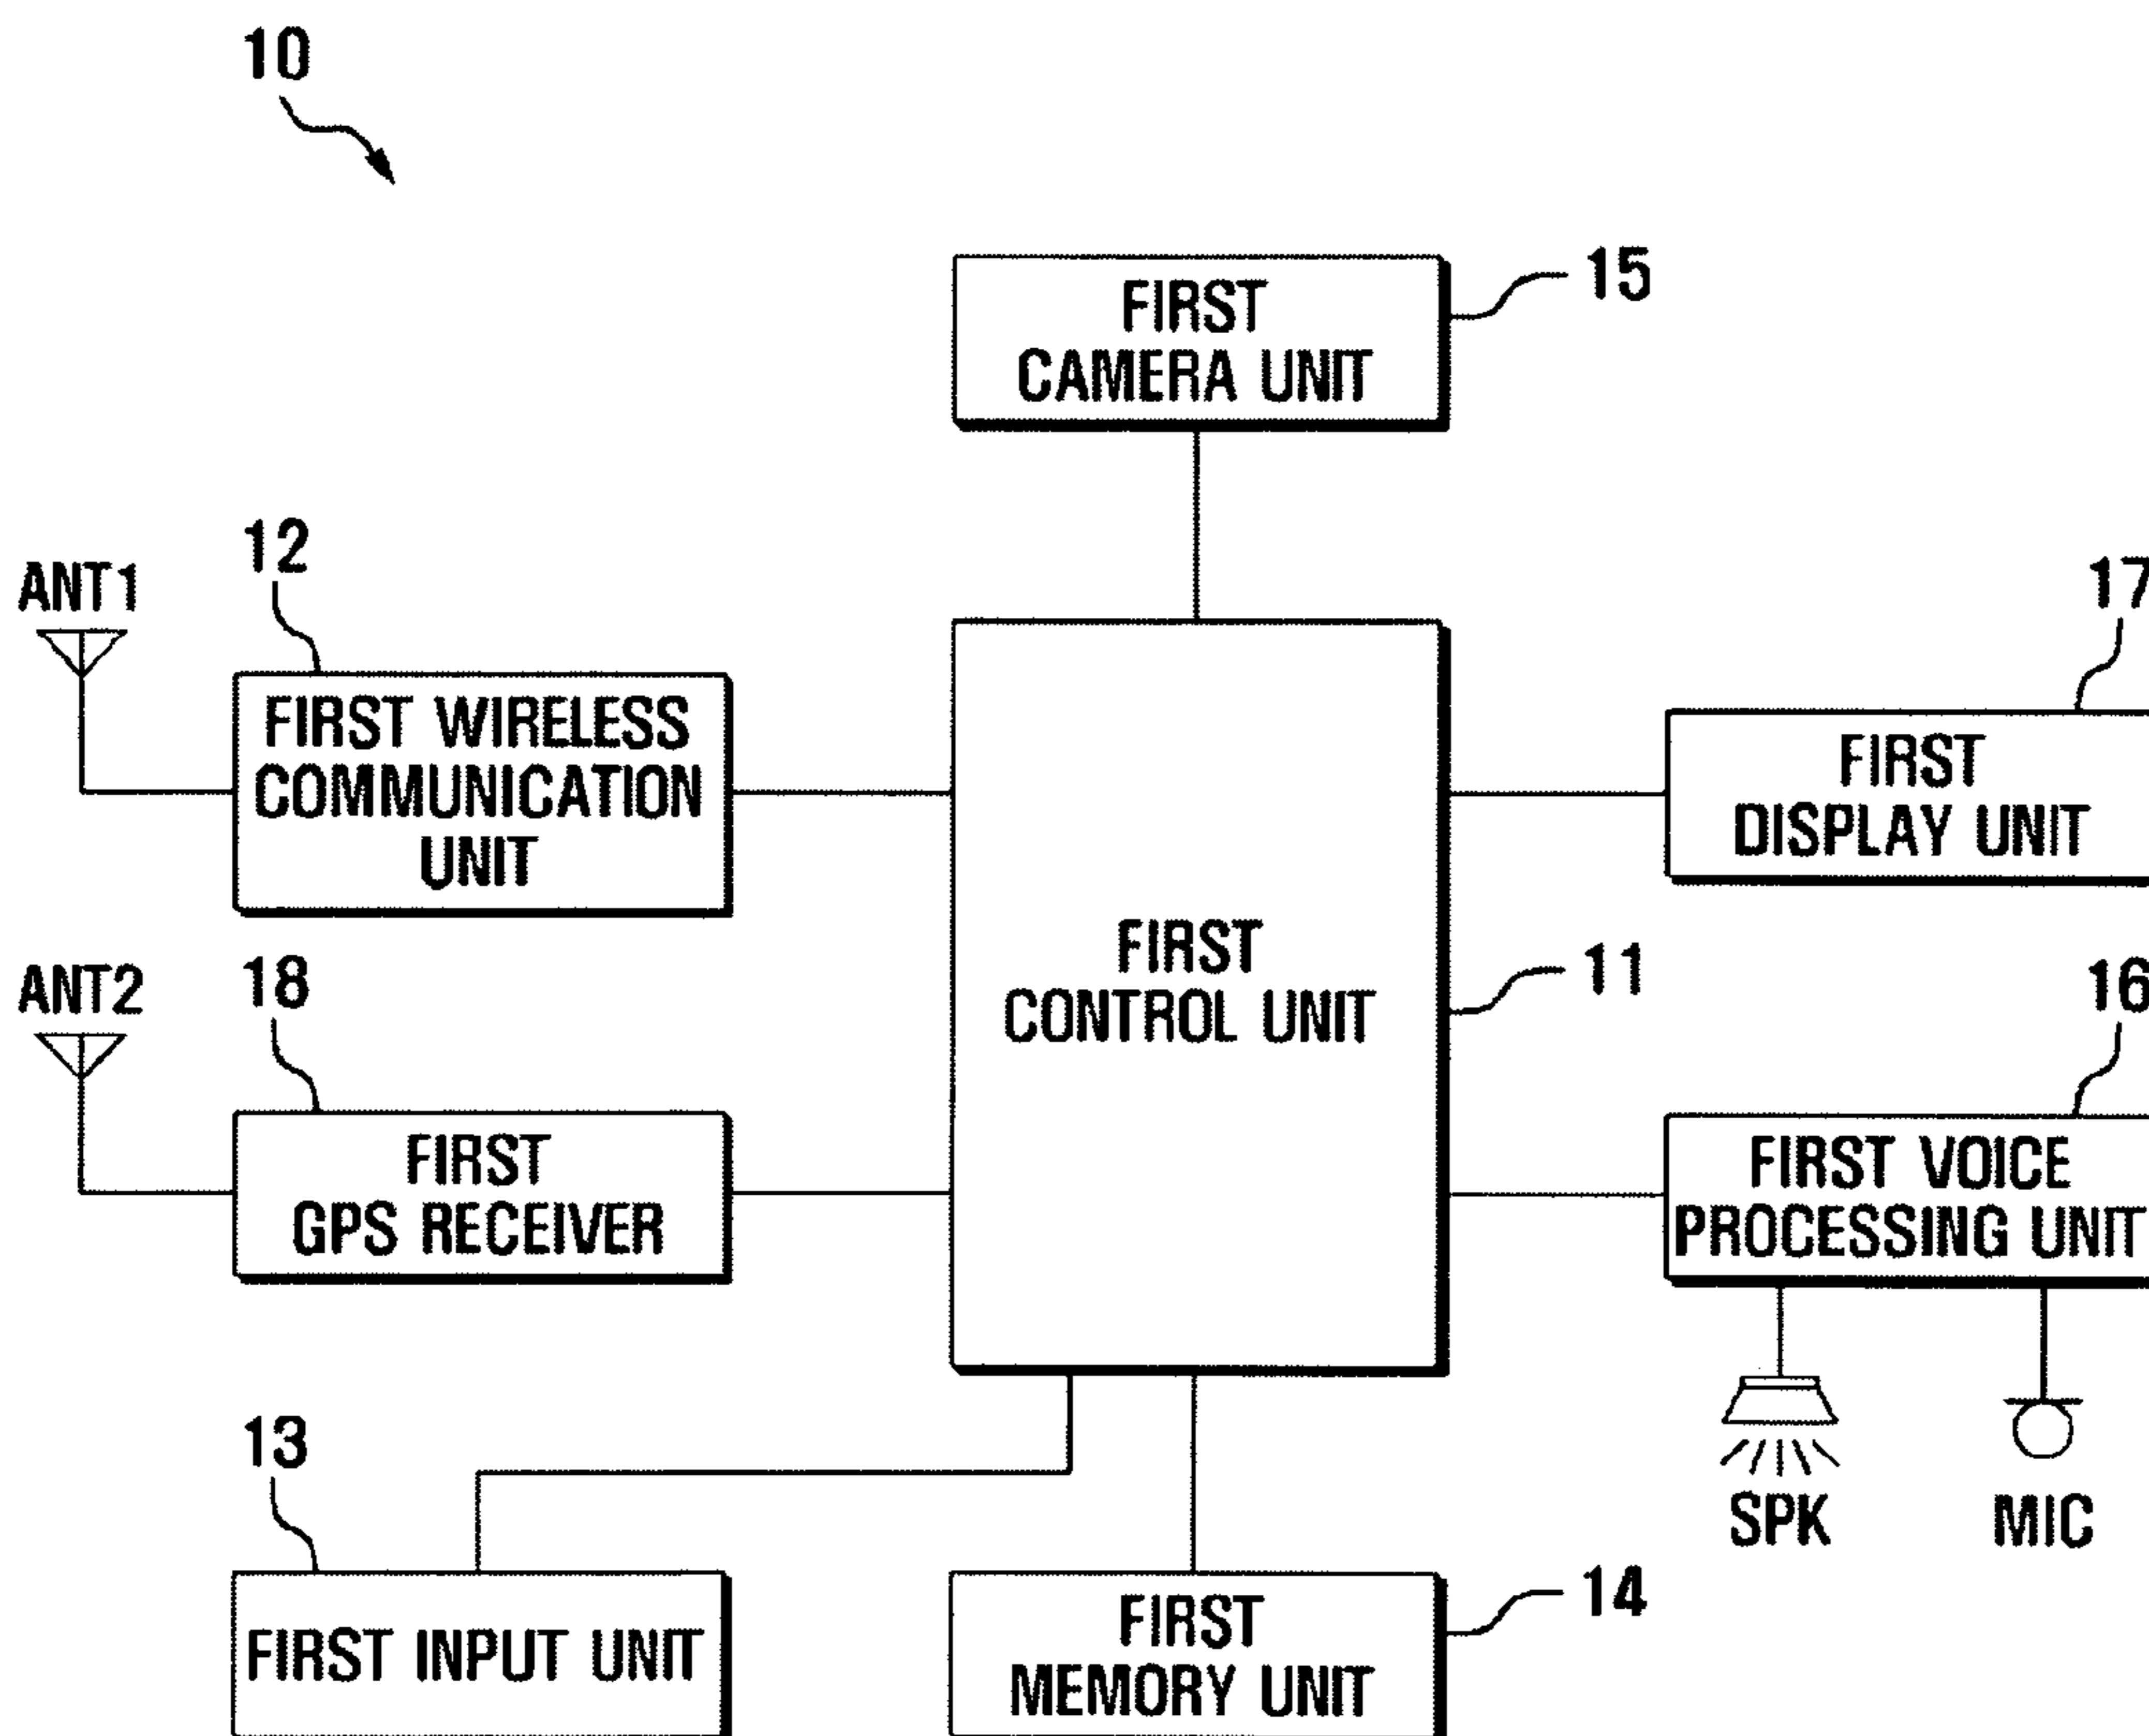 10
FIRST
CAMERA UNIT
15
ANT1
12
FIRST WIRELESS
COMMUNICATION
UNIT
17
FIRST
DISPLAY UNIT
FIRST
CONTROL UNIT
11
ANT2
18
FIRST
GPS RECEIVER
16
FIRST VOICE
PROCESSING UNIT
SPK
MIC
13
FIRST INPUT UNIT
FIRST
MEMORY UNIT
14